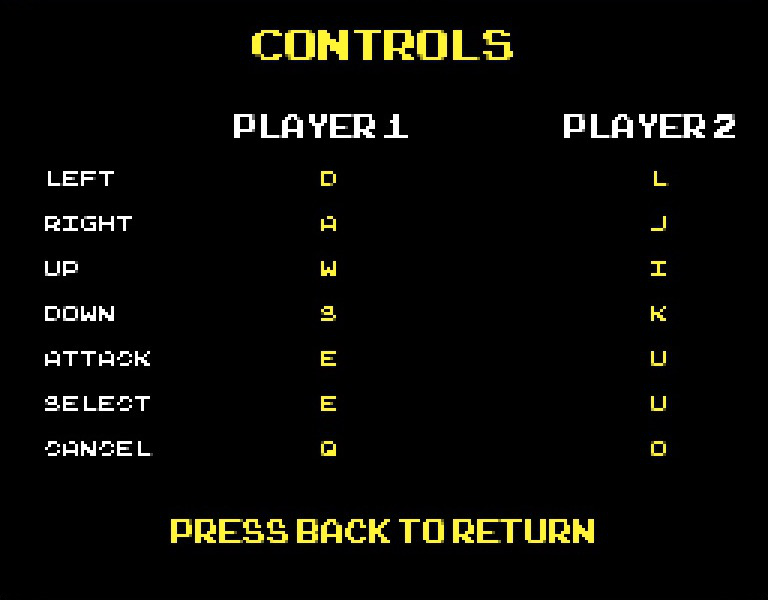 CONTROLS
PLAYER 1 PLAYER 2
LEFT D L
RIGHT A J
UP W I
DOWN S K
ATTACK E U
SELECT E U
CANCEL Q O
PRESS BACK TO RETURN